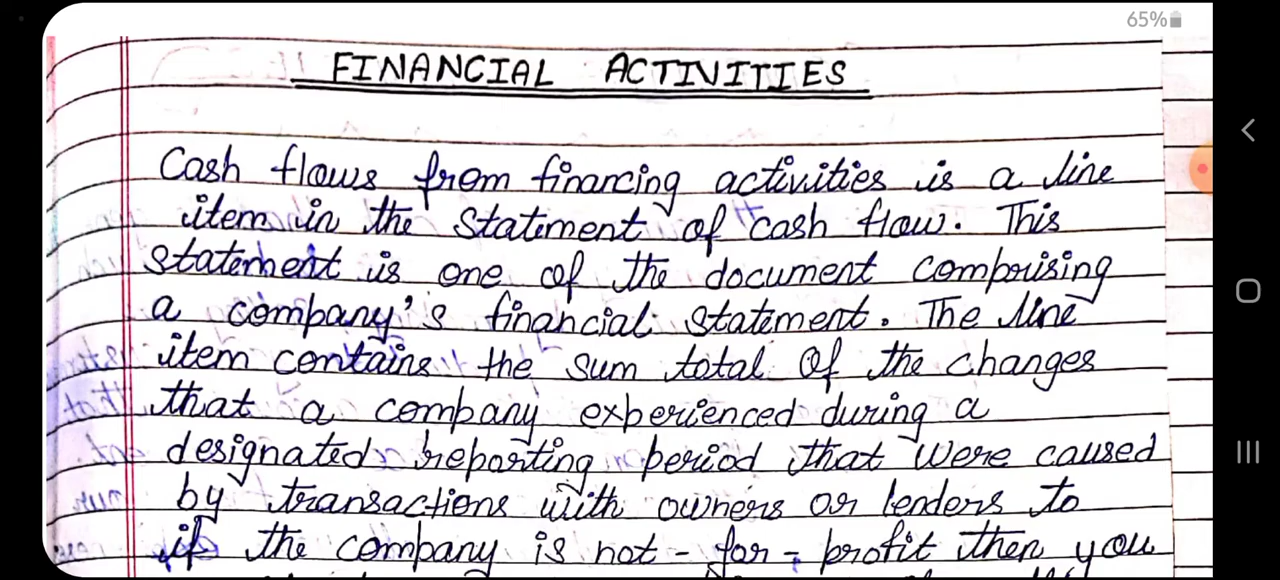 65%
FINANCIAL ACTIVITIES
Cash flows from financing activities is a line
item in the statement of cash flow. This
statement is one of the document comprising
a company's financial statement. The line
item contains the sum total of the changes
that a company experienced during a
designated reporting period that were caused
by transactions with owners or lenders to
if the company is not-for-profit then you